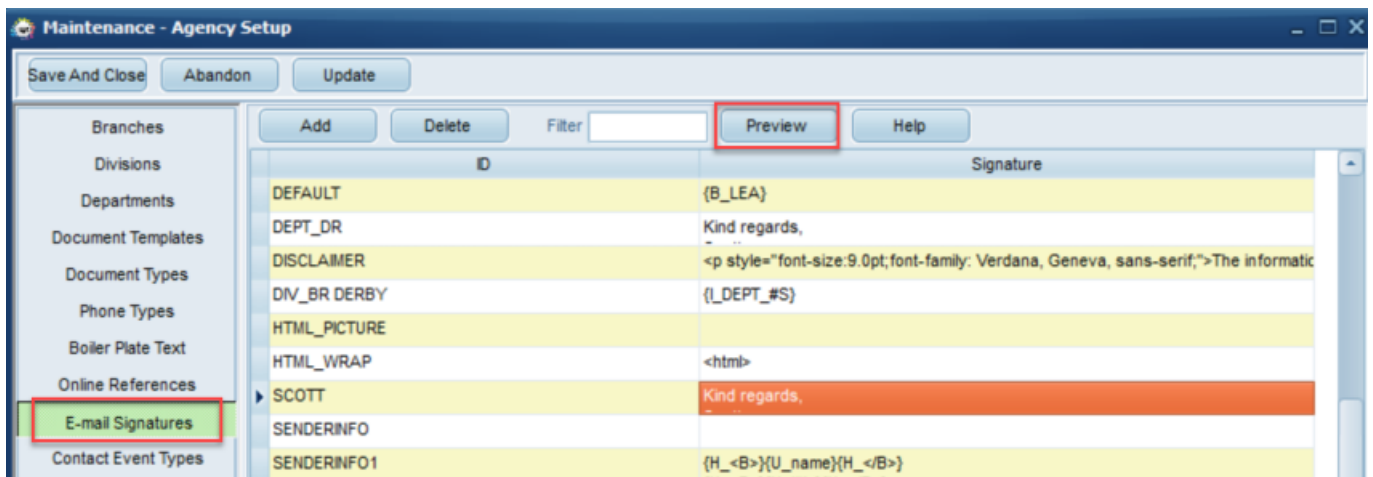 Maintenance - Agency Setup
Save And Close Abandon Update
Branches
Divisions
Departments
Document Templates
Document Types
Phone Types
Boiler Plate Text
Online References
E-mail Signatures
Contact Event Types
Add Delete Filter Preview Help
ID Signature
DEFAULT {B_LEA}
DEPT_DR Kind regards,
DISCLAIMER <p style="font-size:9.0pt;font-family: Verdana, Geneva, sans-serif;">The informatic
DIV_BR DERBY {I_DEPT_#S}
HTML_PICTURE
HTML_WRAP <html>
SCOTT Kind regards,
SENDERINFO
SENDERINFO1 {H_<B>}{U_name}{H_</B>}